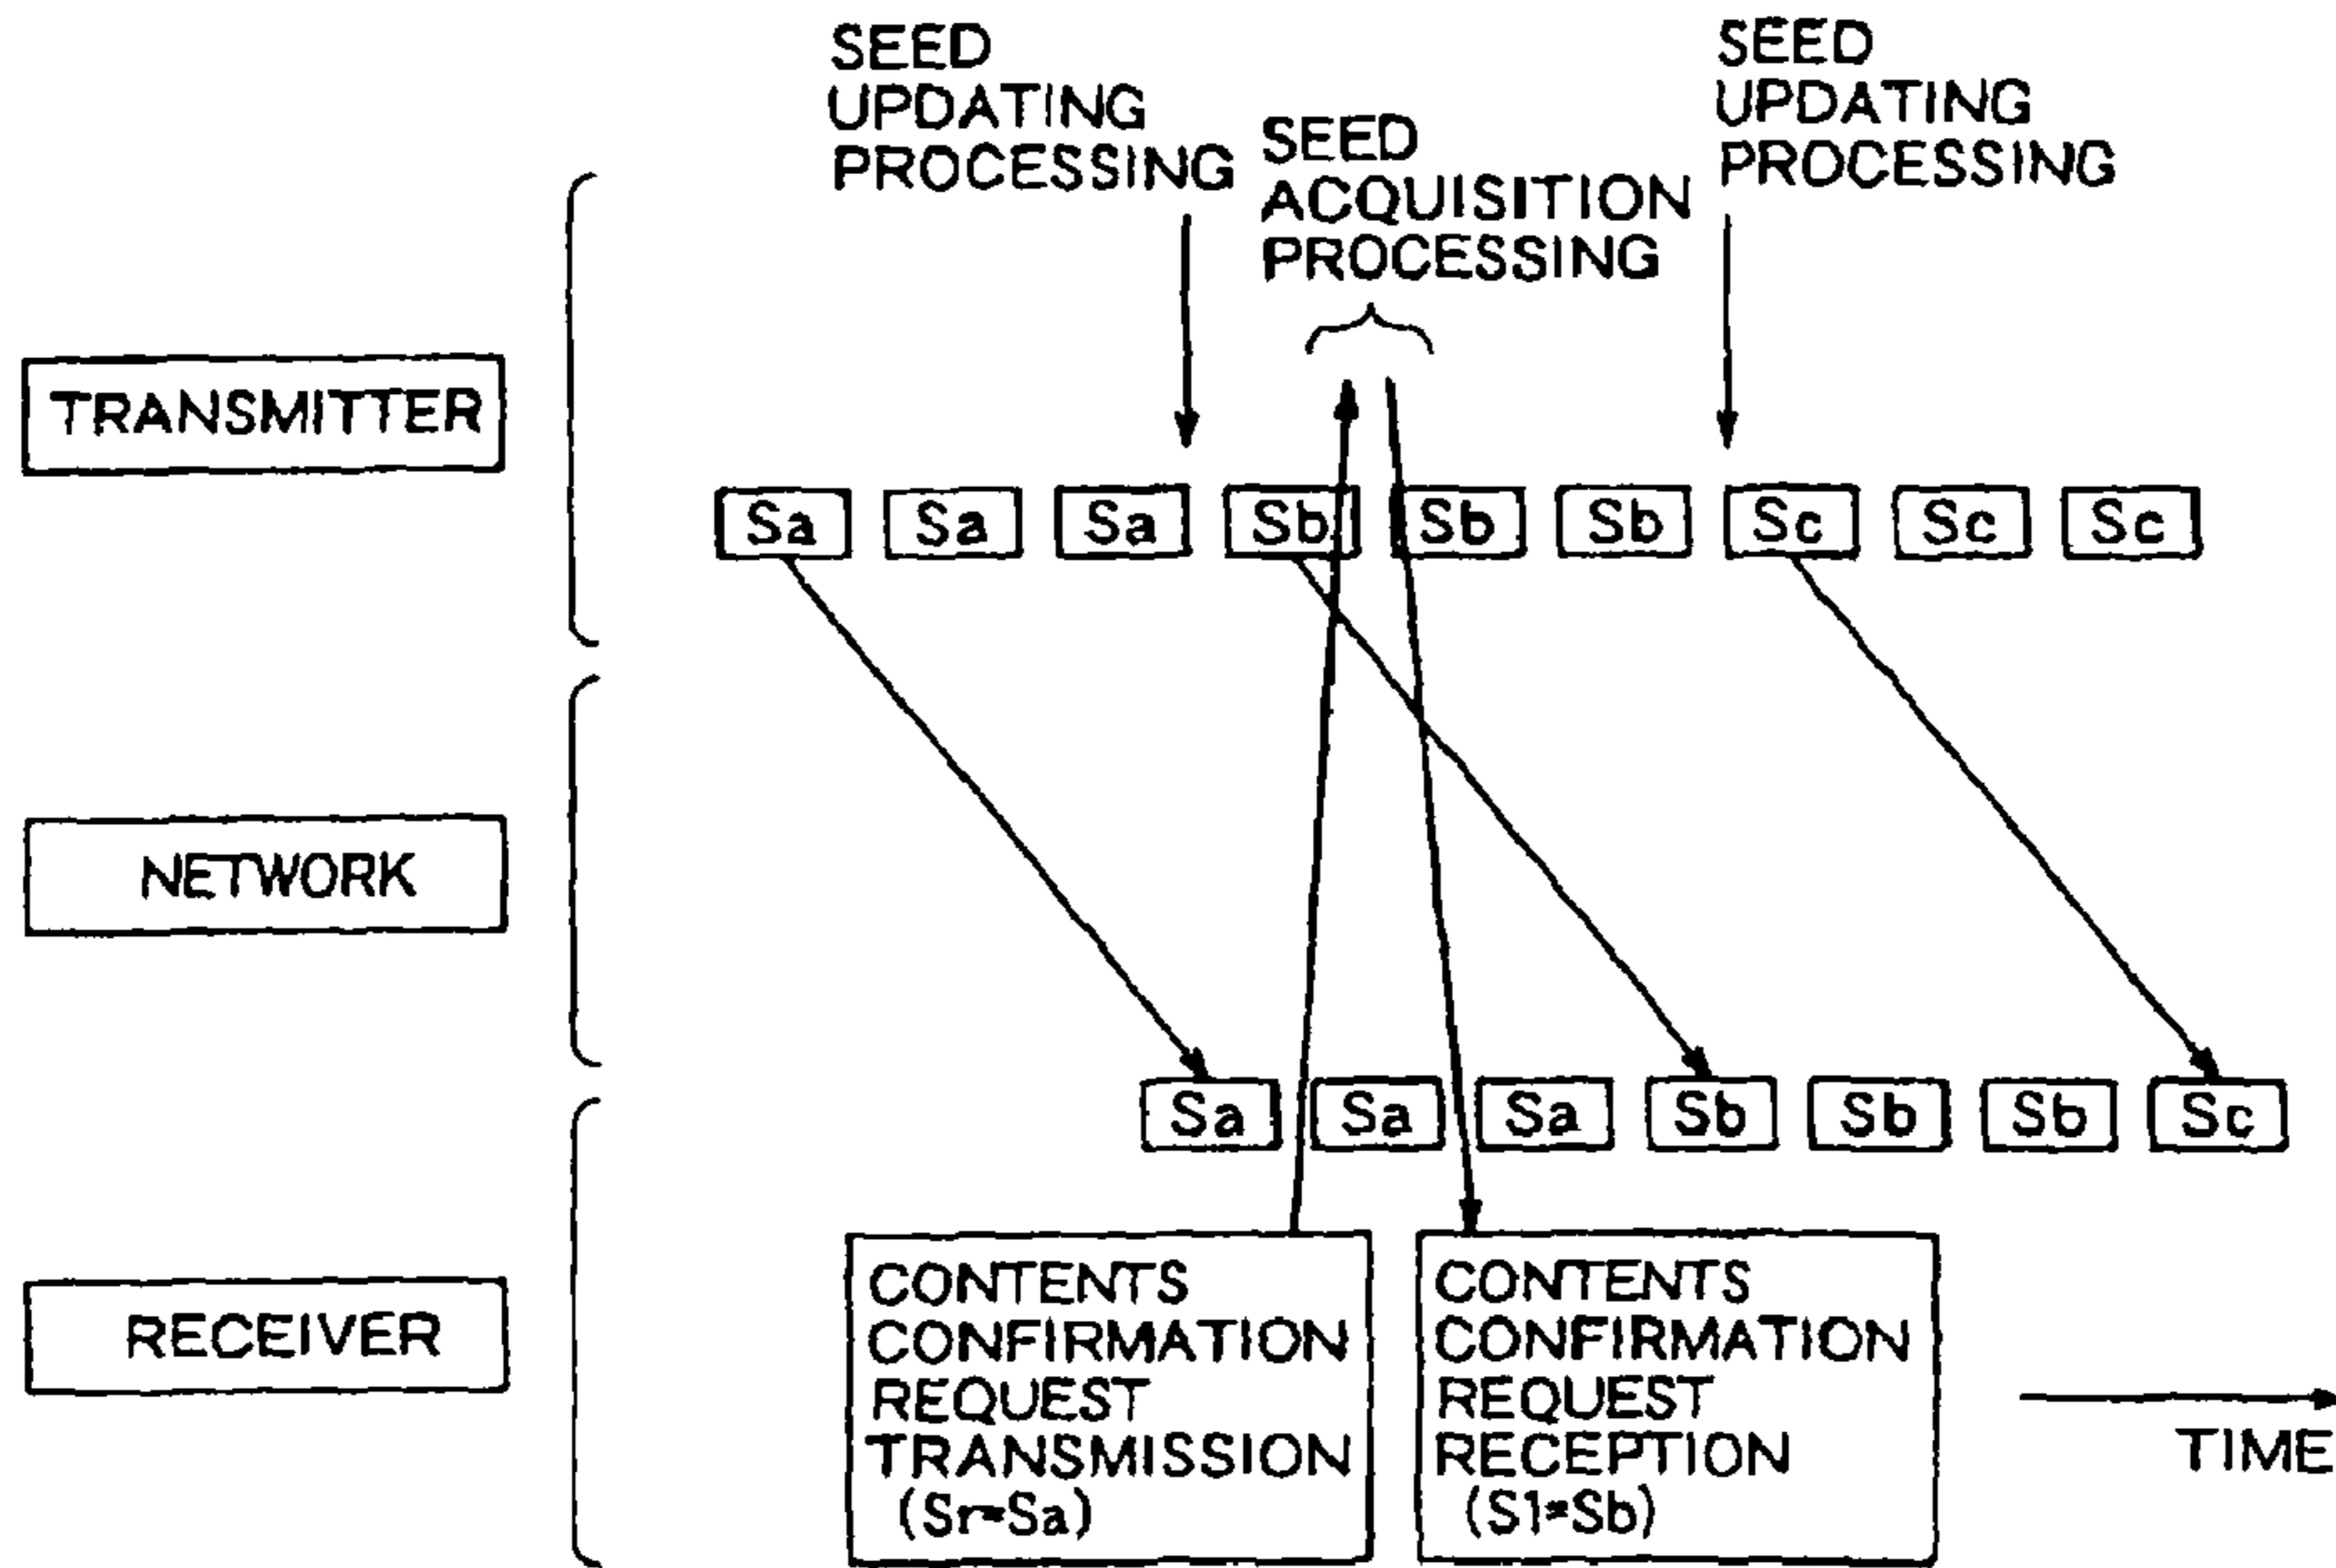 SEED
UPDATING
PROCESSING
SEED
ACQUISITION
PROCESSING
SEED
UPDATING
PROCESSING
TRANSMITTER
Sa Sa Sa Sb Sb Sb Sc Sc Sc
NETWORK
Sa Sa Sa Sb Sb Sb Sc
RECEIVER
CONTENTS
CONFIRMATION
REQUEST
TRANSMISSION
(Sr=Sa)
CONTENTS
CONFIRMATION
REQUEST
RECEPTION
(S1=Sb)
TIME